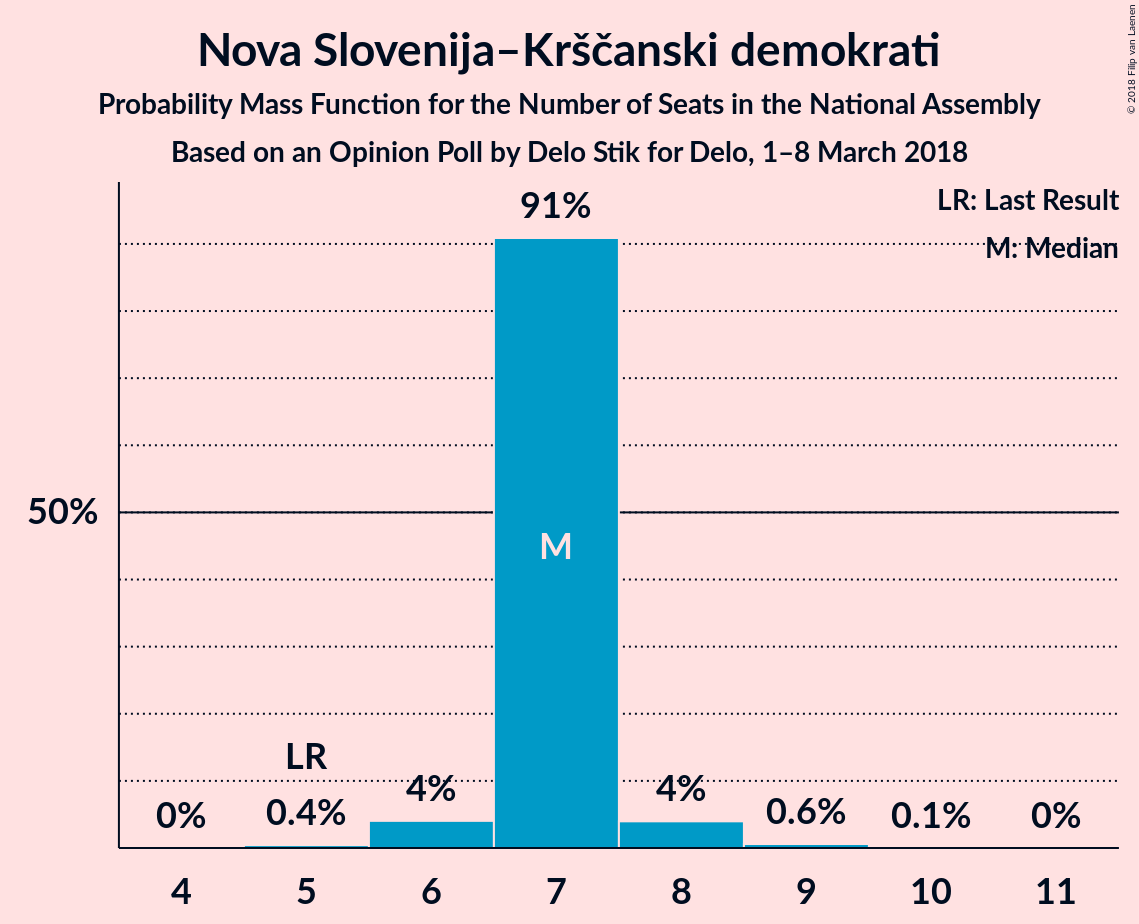 Nova Slovenija–Krščanski demokrati
Probability Mass Function for the Number of Seats in the National Assembly
Based on an Opinion Poll by Delo Stik for Delo, 1–8 March 2018
© 2018 Filip van Laenen
LR: Last Result
M: Median
91%
50%
M
LR
0%
0.4%
4%
4%
0.6%
0.1%
0%
4 5 6 7 8 9 10 11